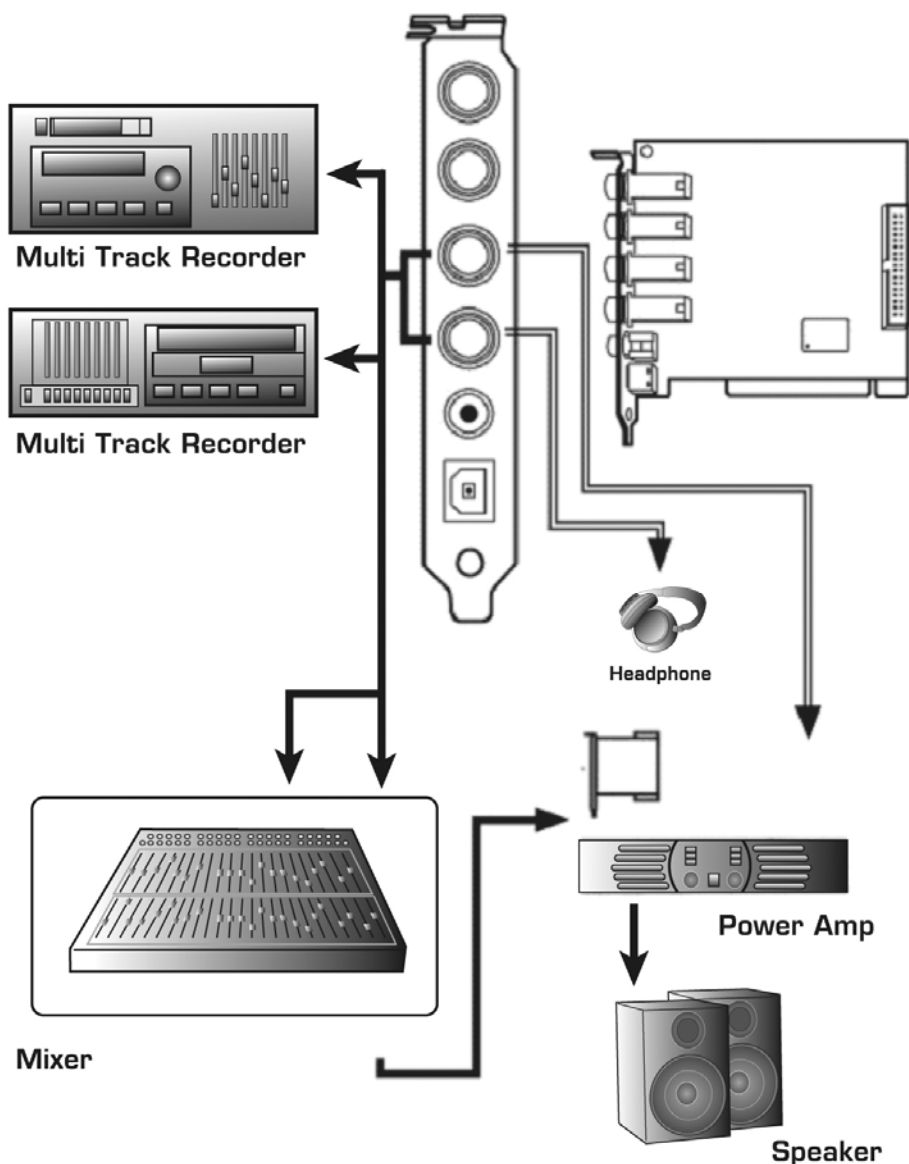 Multi Track Recorder
Multi Track Recorder
Headphone
Power Amp
Mixer
Speaker